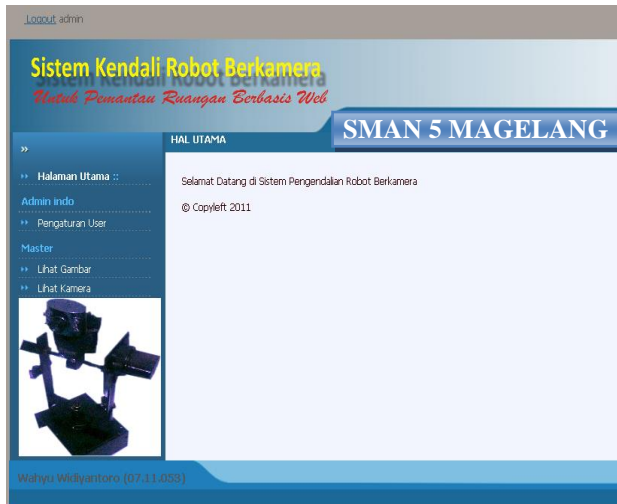 Logout admin
Sistem Kendali Robot Berkamera
Untuk Pemantau Ruangan Berbasis Web
SMAN 5 MAGELANG
HAL UTAMA
»
Halaman Utama ::
Admin indo
Pengaturan User
Master
Lihat Gambar
Lihat Kamera
Selamat Datang di Sistem Pengendalian Robot Berkamera
© Copyleft 2011
Wahyu Widiyantoro (07.11.053)